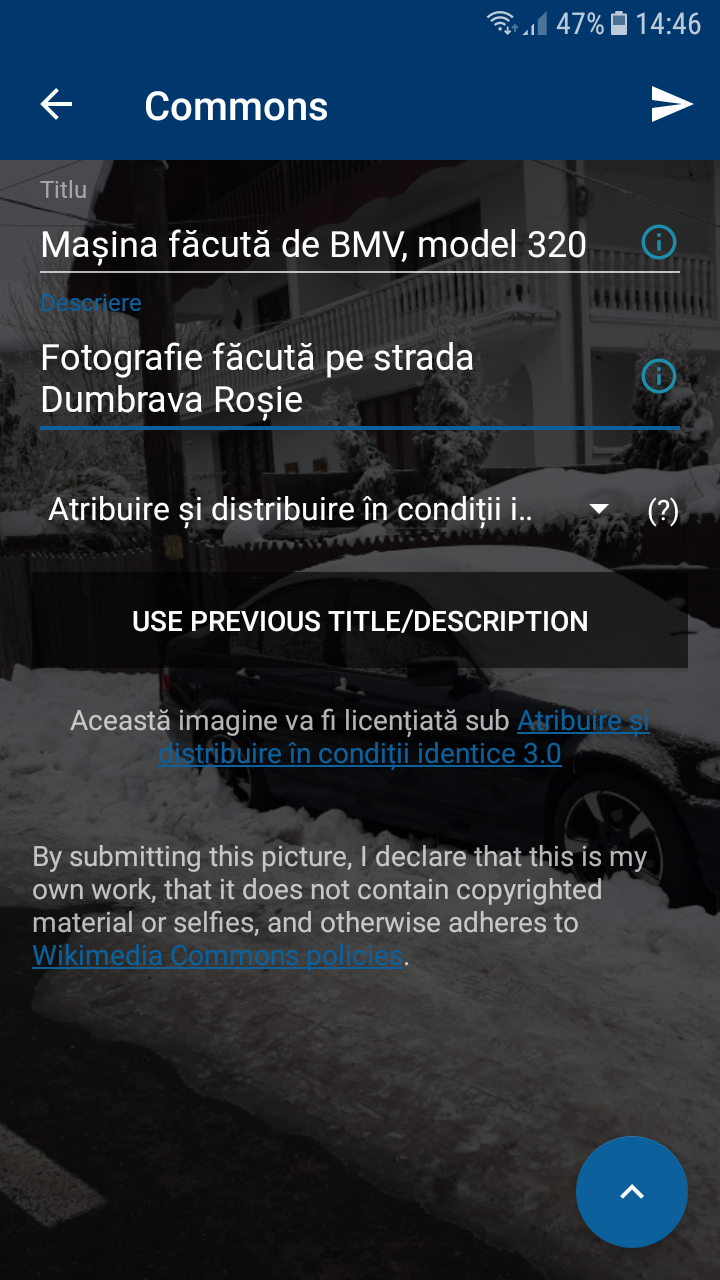 47% 14:46
Commons
Titlu
Mașina făcută de BMV, model 320
Descriere
Fotografie făcută pe strada
Dumbrava Roșie
Atribuire și distribuire în condiții i.. (?)
USE PREVIOUS TITLE/DESCRIPTION
Această imagine va fi licențiată sub Atribuire și
distribuire în condiții identice 3.0
By submitting this picture, I declare that this is my
own work, that it does not contain copyrighted
material or selfies, and otherwise adheres to
Wikimedia Commons policies.